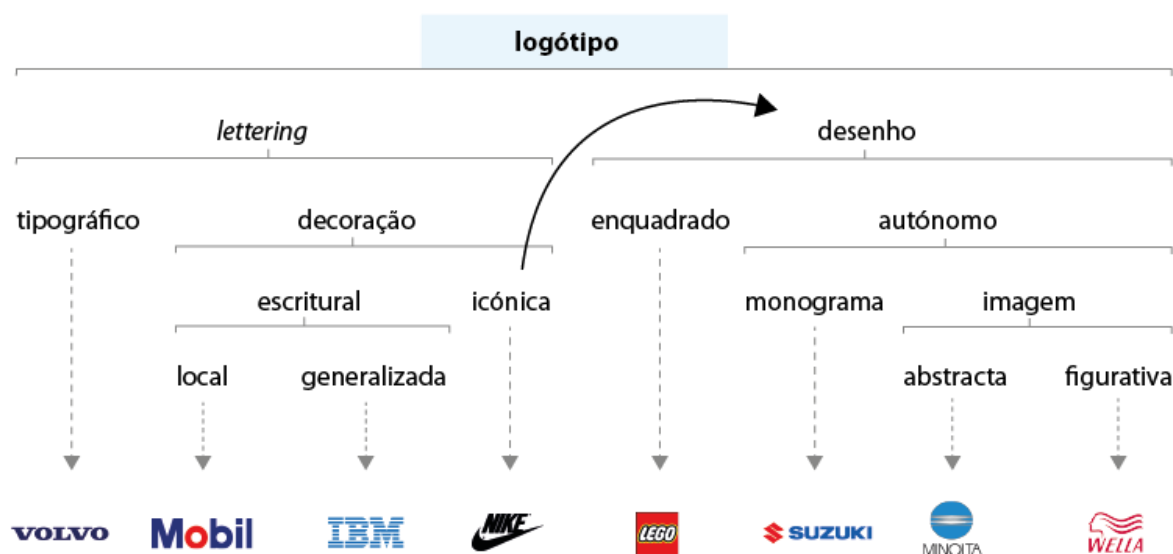 logótipo
lettering desenho
tipográfico decoração enquadrado autónomo
escritural icónica monograma imagem
local generalizada abstracta figurativa
VOLVO Mobil IBM NIKE LEGO SUZUKI MINOLTA WELLA